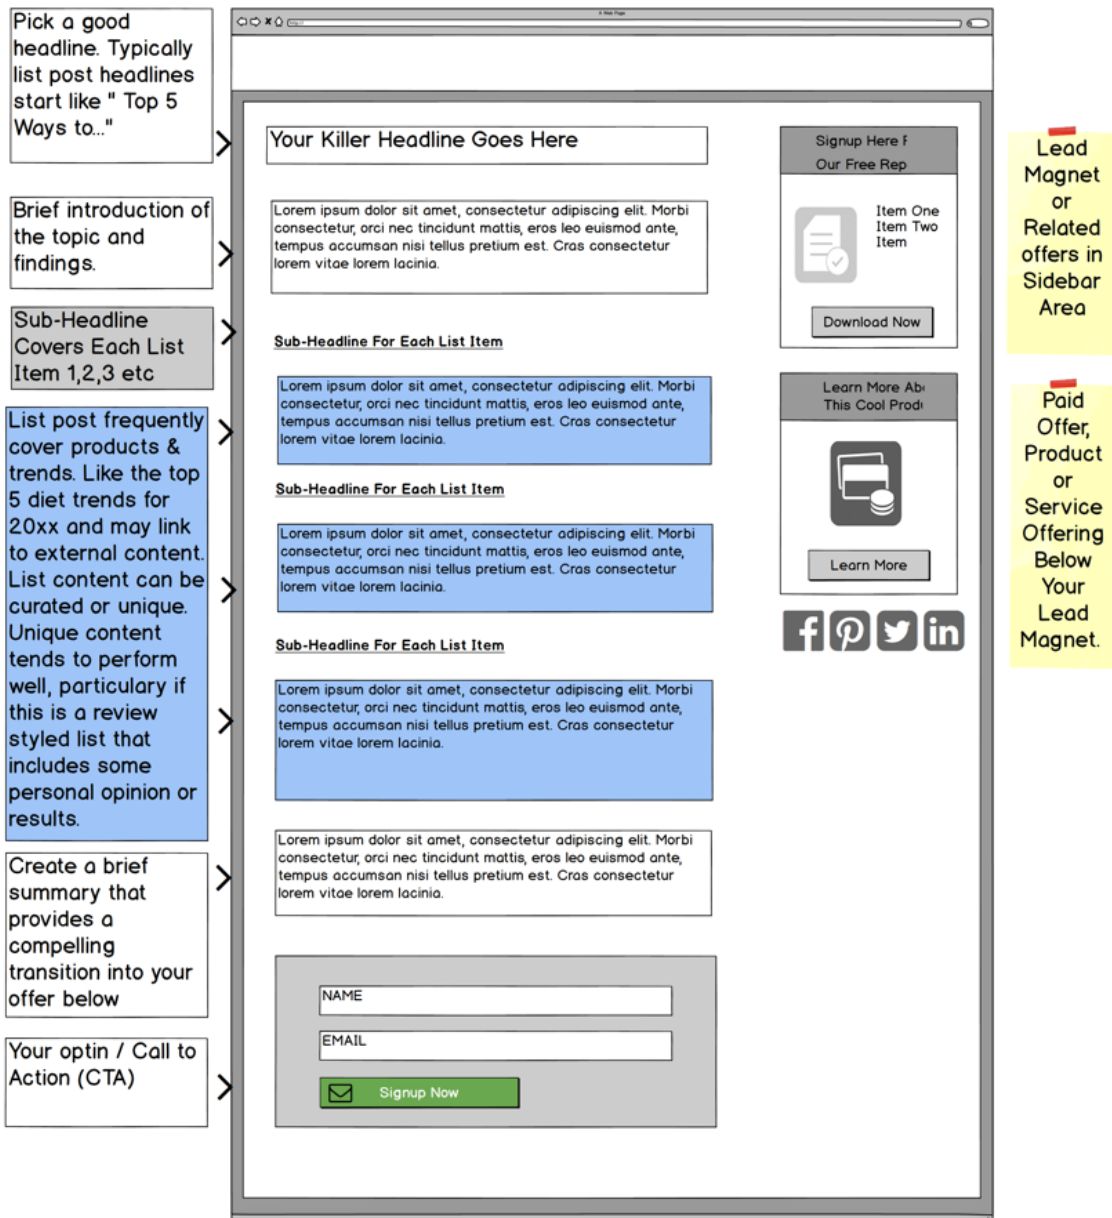 Pick a good
headline. Typically
list post headlines
start like " Top 5
Ways to..."
Brief introduction of
the topic and
findings.
Sub-Headline
Covers Each List
Item 1,2,3 etc
List post frequently
cover products &
trends. Like the top
5 diet trends for
20xx and may link
to external content.
List content can be
curated or unique.
Unique content
tends to perform
well, particulary if
this is a review
styled list that
includes some
personal opinion or
results.
Create a brief
summary that
provides a
compelling
transition into your
offer below
Your optin / Call to
Action (CTA)
A Web Page
http://
Your Killer Headline Goes Here
Lorem ipsum dolor sit amet, consectetur adipiscing elit. Morbi
consectetur, orci nec tincidunt mattis, eros leo euismod ante,
tempus accumsan nisi tellus pretium est. Cras consectetur
lorem vitae lorem lacinia.
Sub-Headline For Each List Item
Lorem ipsum dolor sit amet, consectetur adipiscing elit. Morbi
consectetur, orci nec tincidunt mattis, eros leo euismod ante,
tempus accumsan nisi tellus pretium est. Cras consectetur
lorem vitae lorem lacinia.
Sub-Headline For Each List Item
Lorem ipsum dolor sit amet, consectetur adipiscing elit. Morbi
consectetur, orci nec tincidunt mattis, eros leo euismod ante,
tempus accumsan nisi tellus pretium est. Cras consectetur
lorem vitae lorem lacinia.
Sub-Headline For Each List Item
Lorem ipsum dolor sit amet, consectetur adipiscing elit. Morbi
consectetur, orci nec tincidunt mattis, eros leo euismod ante,
tempus accumsan nisi tellus pretium est. Cras consectetur
lorem vitae lorem lacinia.
Lorem ipsum dolor sit amet, consectetur adipiscing elit. Morbi
consectetur, orci nec tincidunt mattis, eros leo euismod ante,
tempus accumsan nisi tellus pretium est. Cras consectetur
lorem vitae lorem lacinia.
NAME
EMAIL
Signup Now
Signup Here F
Our Free Rep
Item One
Item Two
Item
Download Now
Learn More Ab
This Cool Prod
Learn More
Lead
Magnet
or
Related
offers in
Sidebar
Area
Paid
Offer,
Product
or
Service
Offering
Below
Your
Lead
Magnet.